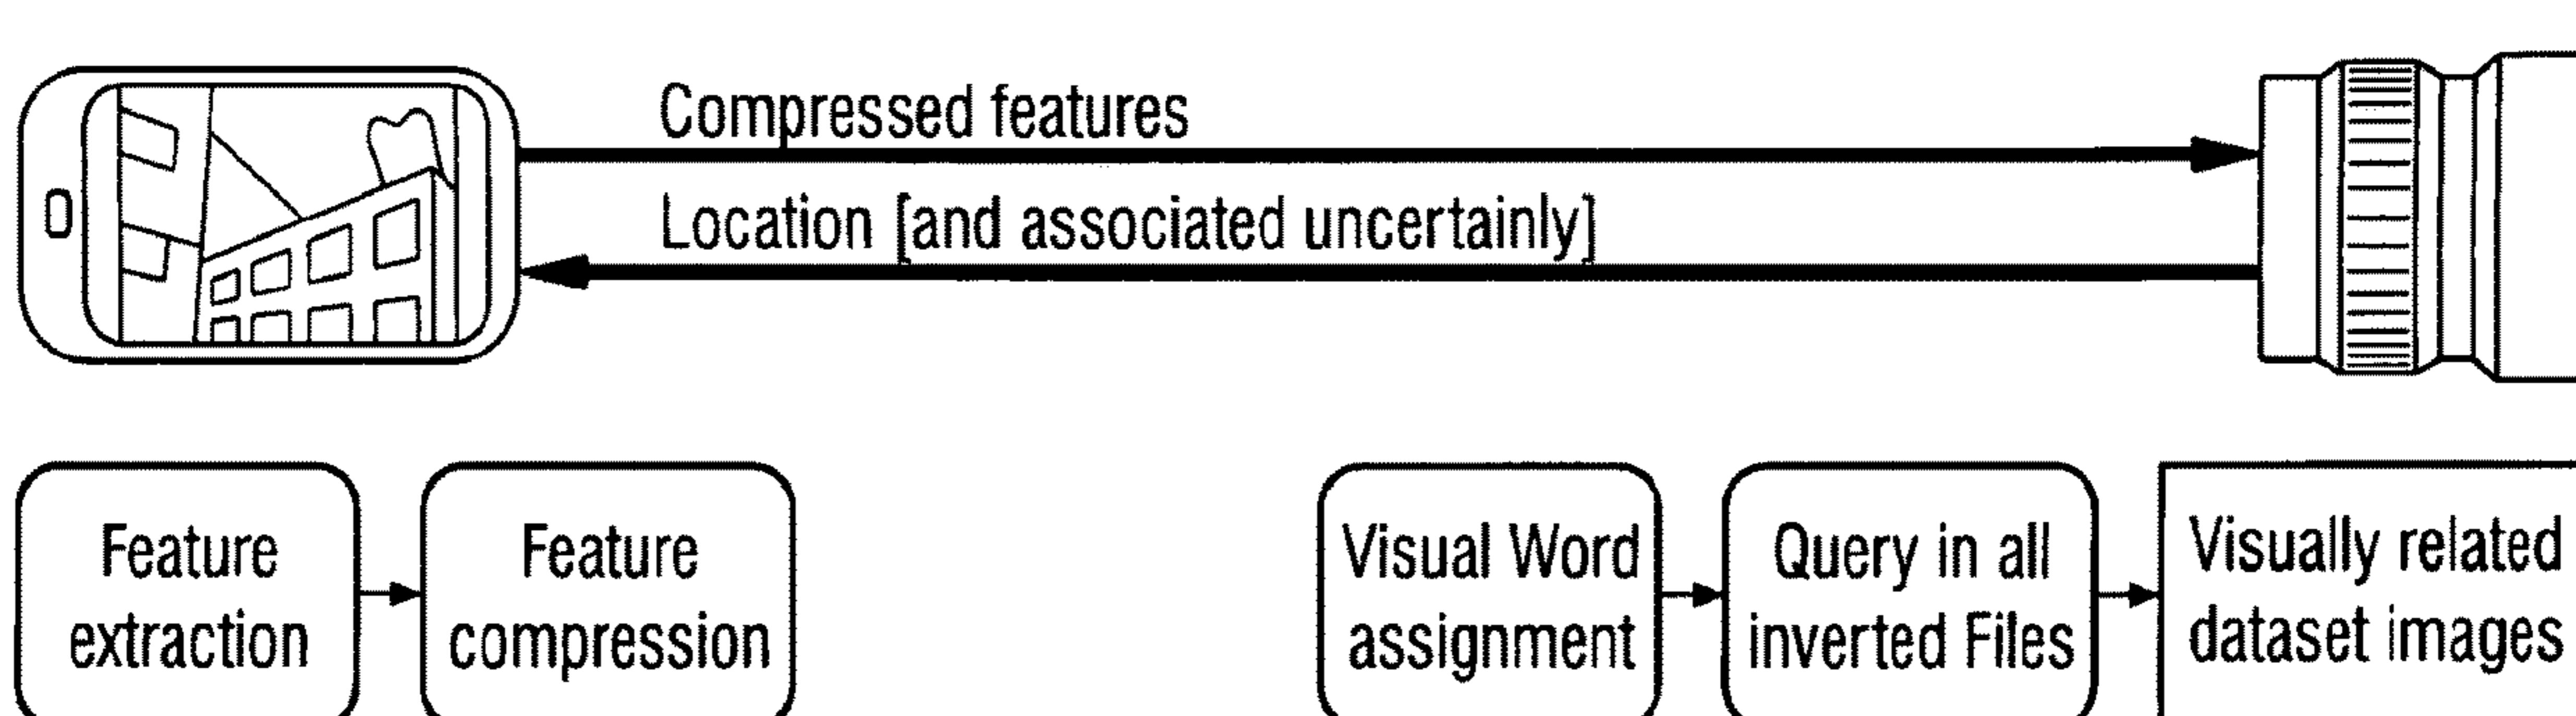 Compressed features
Location [and associated uncertainly]
Feature
extraction
Feature
compression
Visual Word
assignment
Query in all
inverted Files
Visually related
dataset images